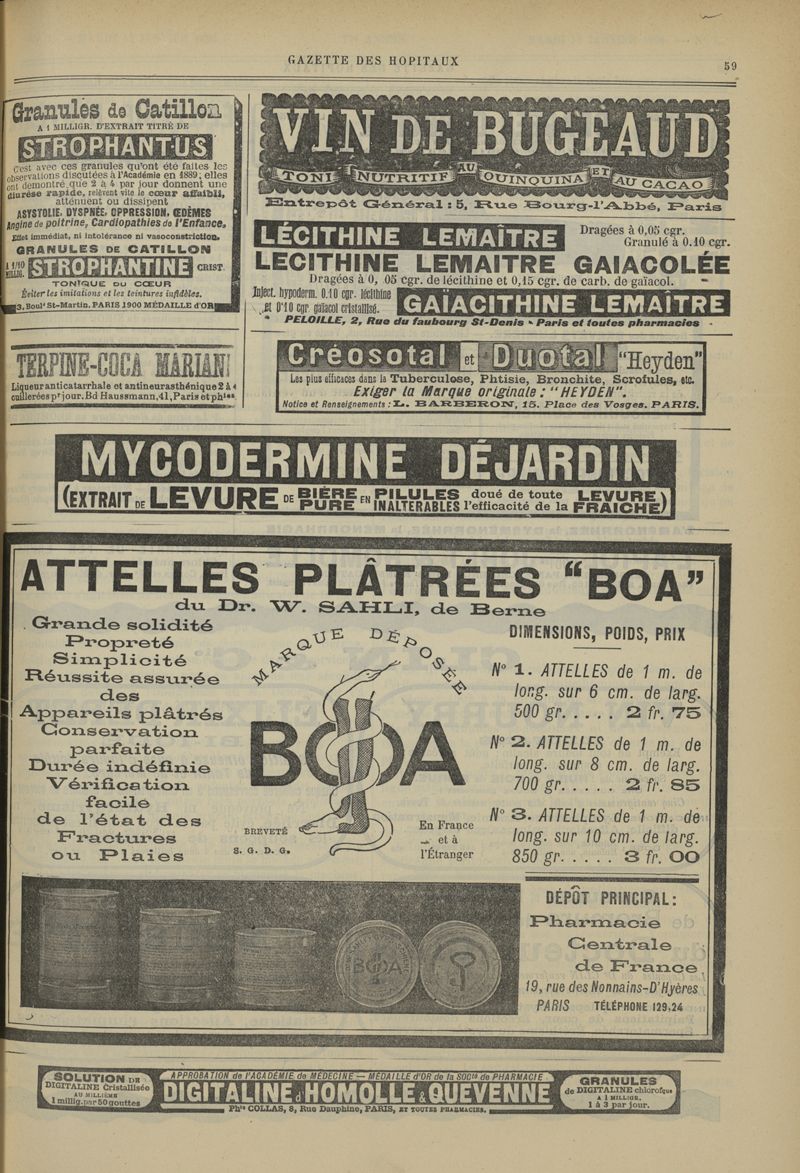 GAZETTE DES HOPITAUX
59
Granules de Catillon
A 1 MILLIGR. D'EXTRAIT TITRÉ DE
STROPHANTUS
C'est avec ces granules qu'ont été faites les
observations discutées à l'Académie en 1889; elles
ont démontré que 2 à 4 par jour donnent une
diurèse rapide, relèvent vite le cœur affaibli,
atténuent ou dissipent
ASYSTOLIE, DYSPNÉE, OPPRESSION, ŒDÈMES
Angine de poitrine, Cardiopathies de l'Enfance.
Effet immédiat, ni intolérance ni vasoconstriction.
GRANULES DE CATILLON
A 1/10 MILLIG. STROPHANTINE CRIST.
TONIQUE DU CŒUR
Éviter les imitations et les teintures infidèles.
3, Boul' St-Martin. PARIS 1900 MÉDAILLE D'OR
TERPINE-COCA MARIANI
Liqueur anticatarrhale et antineurasthénique 2 à 4
cuillerées pr jour. Bd Haussmann, 41, Paris et phies
VIN DE BUGEAUD
TONI-NUTRITIF AU QUINQUINA ET AU CACAO
Entrepôt Général : 5, Rue Bourg-l'Abbé, Paris
LÉCITHINE LEMAÎTRE
Dragées à 0,05 cgr.
Granulé à 0.10 cgr.
LECITHINE LEMAITRE GAIACOLÉE
Dragées à 0, 05 cgr. de lécithine et 0,15 cgr. de carb. de gaïacol.
Inject. hypoderm. 0.10 cgr. lécithine
Et 0'10 cgr. gaïacol cristallisé.
GAÏACITHINE LEMAÎTRE
PELOILLE, 2, Rue du faubourg St-Denis - Paris et toutes pharmacies
Créosotal et Duotal "Heyden"
Les plus efficaces dans la Tuberculose, Phtisie, Bronchite, Scrofules, etc.
Exiger la Marque originale : "HEYDEN".
Notice et Renseignements : L. BARBERON, 15. Place des Vosges. PARIS.
MYCODERMINE DÉJARDIN
(EXTRAIT DE LEVURE DE BIÈRE PURE EN PILULES INALTÉRABLES doué de toute l'efficacité de la LEVURE FRAICHE)
ATTELLES PLÂTRÉES "BOA"
du Dr. W. SAHLI, de Berne
Grande solidité
Propreté
Simplicité
Réussite assurée
des
Appareils plâtrés
Conservation
parfaite
Durée indéfinie
Vérification
facile
de l'état des
Fractures
ou Plaies
MARQUE DÉPOSÉE
BOA
BREVETÉ
S. G. D. G.
En France
et à
l'Étranger
DIMENSIONS, POIDS, PRIX
N° 1. ATTELLES de 1 m. de
long. sur 6 cm. de larg.
500 gr. . . . . 2 fr. 75
N° 2. ATTELLES de 1 m. de
long. sur 8 cm. de larg.
700 gr. . . . . 2 fr. 85
N° 3. ATTELLES de 1 m. de
long. sur 10 cm. de larg.
850 gr. . . . . 3 fr. 00
BOA
DÉPÔT PRINCIPAL:
Pharmacie
Centrale
de France
19, rue des Nonnains-D'Hyères
PARIS TÉLÉPHONE 129,24
SOLUTION DE
DIGITALINE Cristallisée
AU MILLIÈME
1 millig. par 50 gouttes
APPROBATION de l'ACADÉMIE de MÉDECINE — MÉDAILLE D'OR de la SOCté de PHARMACIE
DIGITALINE d'HOMOLLE & QUEVENNE
Phie COLLAS, 8, Rue Dauphine, PARIS, ET TOUTES PHARMACIES.
GRANULES
de DIGITALINE chlorofque
A 1 MILLIGR.
1 à 3 par jour.